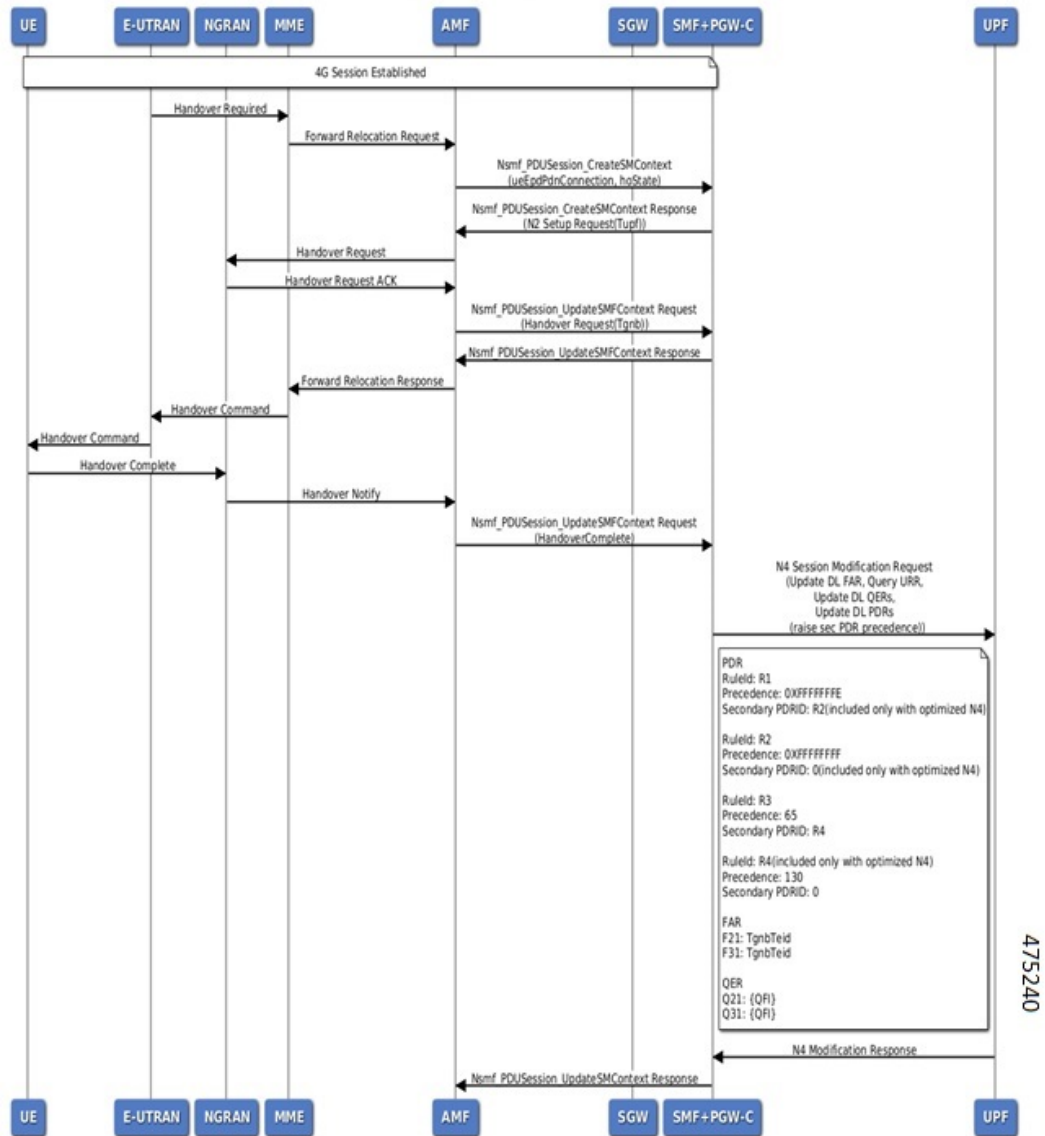 UE
E-UTRAN
NGRAN
MME
AMF
SGW
SMF+PGW-C
UPF
4G Session Established
Handover Required
Forward Relocation Request
Nsmf_PDUSession_CreateSMContext
(ueEpdPdnConnection, hoState)
Nsmf_PDUSession_CreateSMContext Response
(N2 Setup Request(Tupf))
Handover Request
Handover Request ACK
Nsmf_PDUSession_UpdateSMFContext Request
(Handover Request(Tgnb))
Nsmf_PDUSession_UpdateSMFContext Response
Forward Relocation Response
Handover Command
Handover Command
Handover Complete
Handover Notify
Nsmf_PDUSession_UpdateSMFContext Request
(HandoverComplete)
N4 Session Modification Request
(Update DL FAR, Query URR,
Update DL QERs,
Update DL PDRs
(raise sec PDR precedence))
PDR
RuleId: R1
Precedence: 0XFFFFFFFE
Secondary PDRID: R2(included only with optimized N4)
RuleId: R2
Precedence: 0XFFFFFFFF
Secondary PDRID: 0(included only with optimized N4)
RuleId: R3
Precedence: 65
Secondary PDRID: R4
RuleId: R4(included only with optimized N4)
Precedence: 130
Secondary PDRID: 0
FAR
F21: TgnbTeid
F31: TgnbTeid
QER
Q21: {QFI}
Q31: {QFI}
475240
N4 Modification Response
Nsmf_PDUSession_UpdateSMContext Response
UE
E-UTRAN
NGRAN
MME
AMF
SGW
SMF+PGW-C
UPF